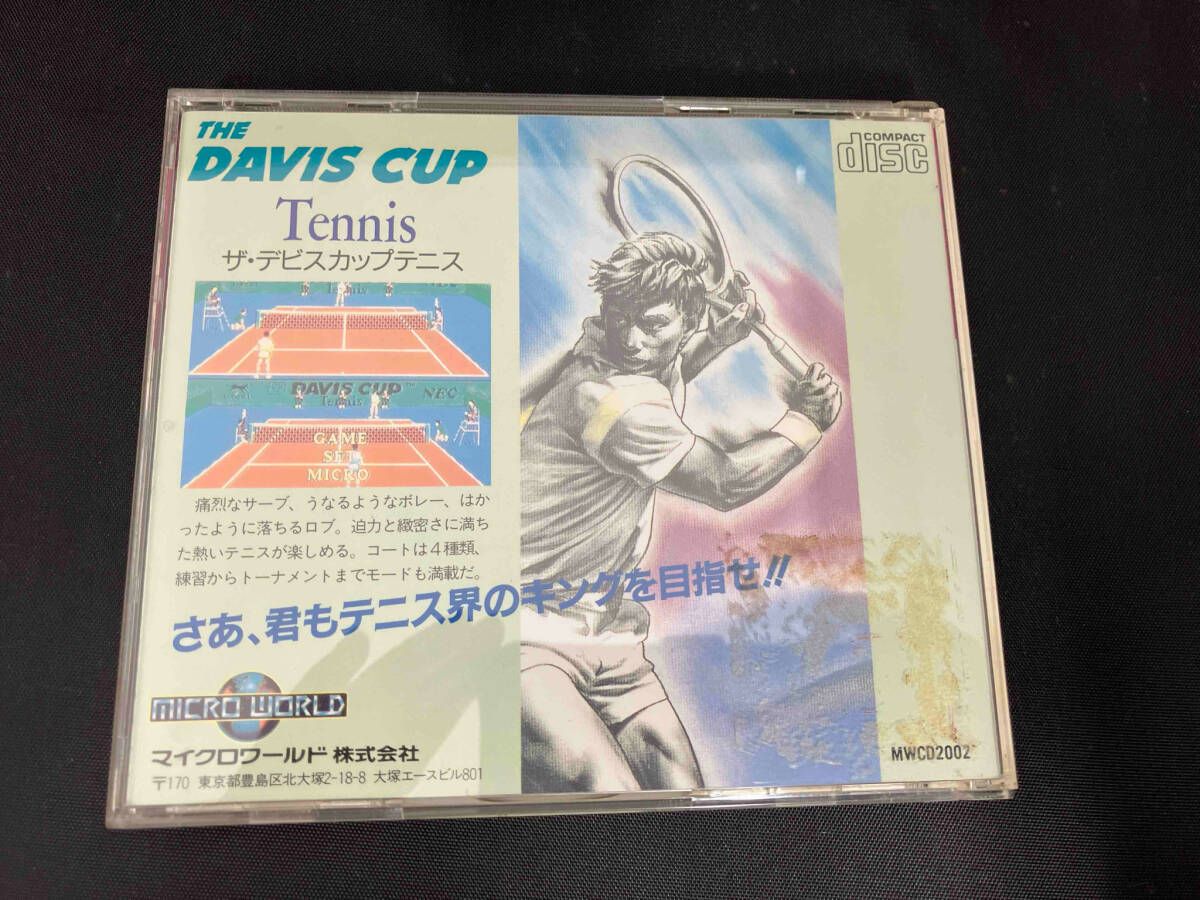 THE
DAVIS CUP
Tennis
ザ・デビスカップテニス
COMPACT
disc
Tennis
DAVIS CUP™ NEC
Tennis
GAME
SET
MICRO
痛烈なサーブ、うなるようなボレー、はか
ったように落ちるロブ。迫力と緻密さに満ち
た熱いテニスが楽しめる。コートは4種類、
練習からトーナメントまでモードも満載だ。
さあ、君もテニス界のキングを目指せ!!
MICRO WORLD
マイクロワールド株式会社
〒170 東京都豊島区北大塚2-18-8 大塚エースビル801
MWCD2002